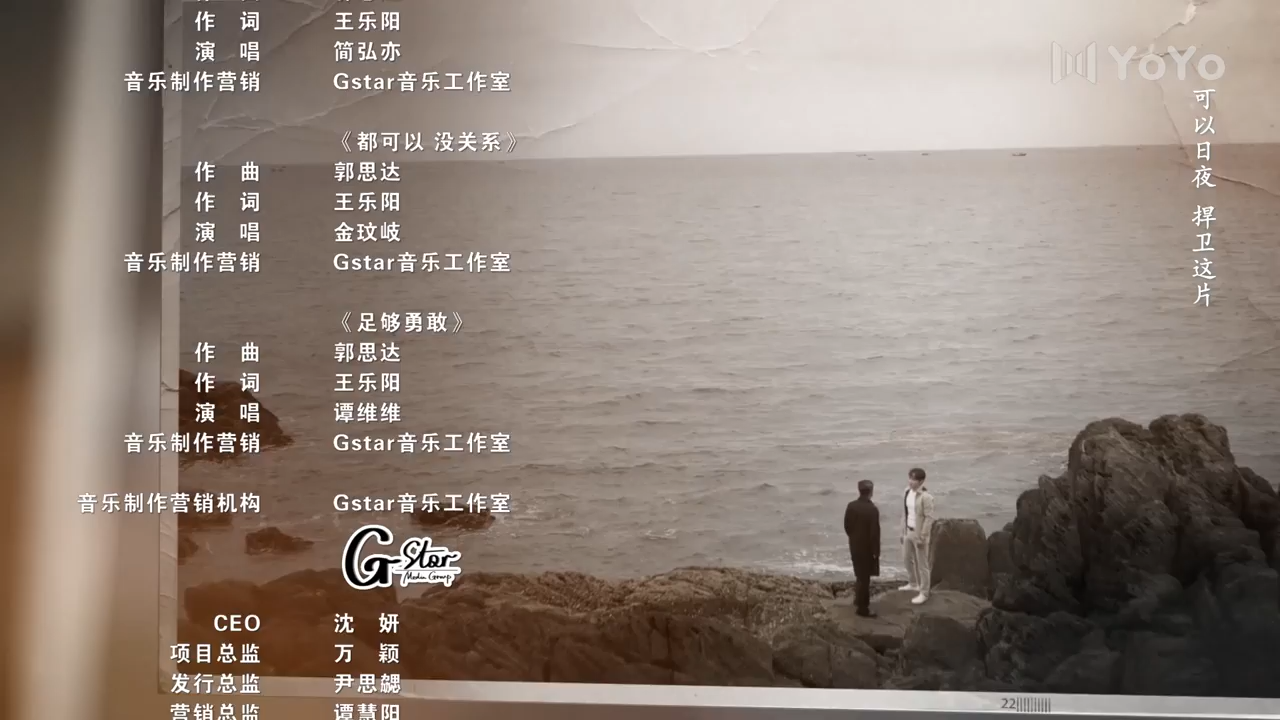 作 词 王乐阳
演 唱 简弘亦
音乐制作营销 Gstar音乐工作室
《都可以 没关系》
作 曲 郭思达
作 词 王乐阳
演 唱 金玟岐
音乐制作营销 Gstar音乐工作室
《足够勇敢》
作 曲 郭思达
作 词 王乐阳
演 唱 谭维维
音乐制作营销 Gstar音乐工作室
音乐制作营销机构 Gstar音乐工作室
G-Star
Media Group
CEO 沈 妍
项目总监 万 颖
发行总监 尹思勰
营销总监 谭慧阳
YOYO
可以日夜 捍卫这片
22